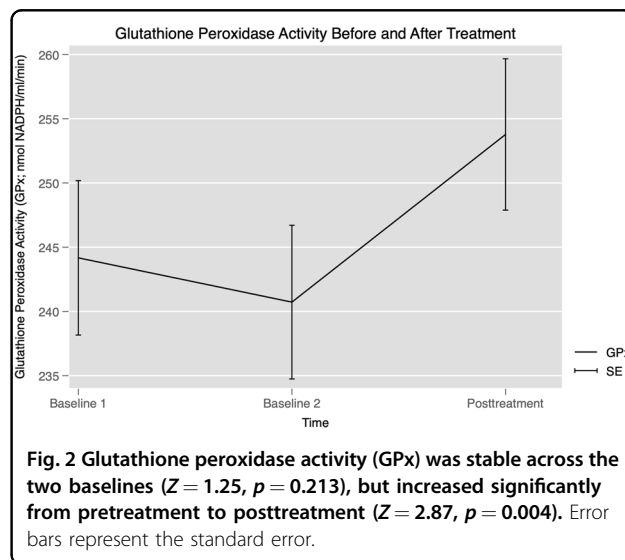 Glutathione Peroxidase Activity Before and After Treatment
Glutathione Peroxidase Activity (GPx; nmol NADPH/ml/min)
260
255
250
245
240
235
Baseline 1
Baseline 2
Posttreatment
Time
GPx
SE
Fig. 2 Glutathione peroxidase activity (GPx) was stable across the
two baselines (Z = 1.25, p = 0.213), but increased significantly
from pretreatment to posttreatment (Z = 2.87, p = 0.004). Error
bars represent the standard error.